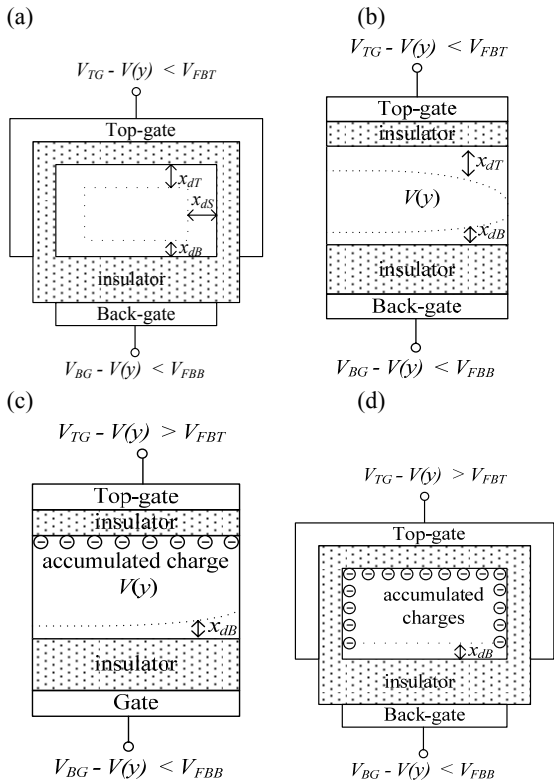 (a)
V_TG - V(y) < V_FBT
Top-gate
x_dT
x_dS
x_dB
insulator
Back-gate
V_BG - V(y) < V_FBB
(b)
V_TG - V(y) < V_FBT
Top-gate
insulator
x_dT
V(y)
x_dB
insulator
Back-gate
V_BG - V(y) < V_FBB
(c)
V_TG - V(y) > V_FBT
Top-gate
insulator
accumulated charge
V(y)
x_dB
insulator
Gate
V_BG - V(y) < V_FBB
(d)
V_TG - V(y) > V_FBT
Top-gate
accumulated
charges
x_dB
insulator
Back-gate
V_BG - V(y) < V_FBB